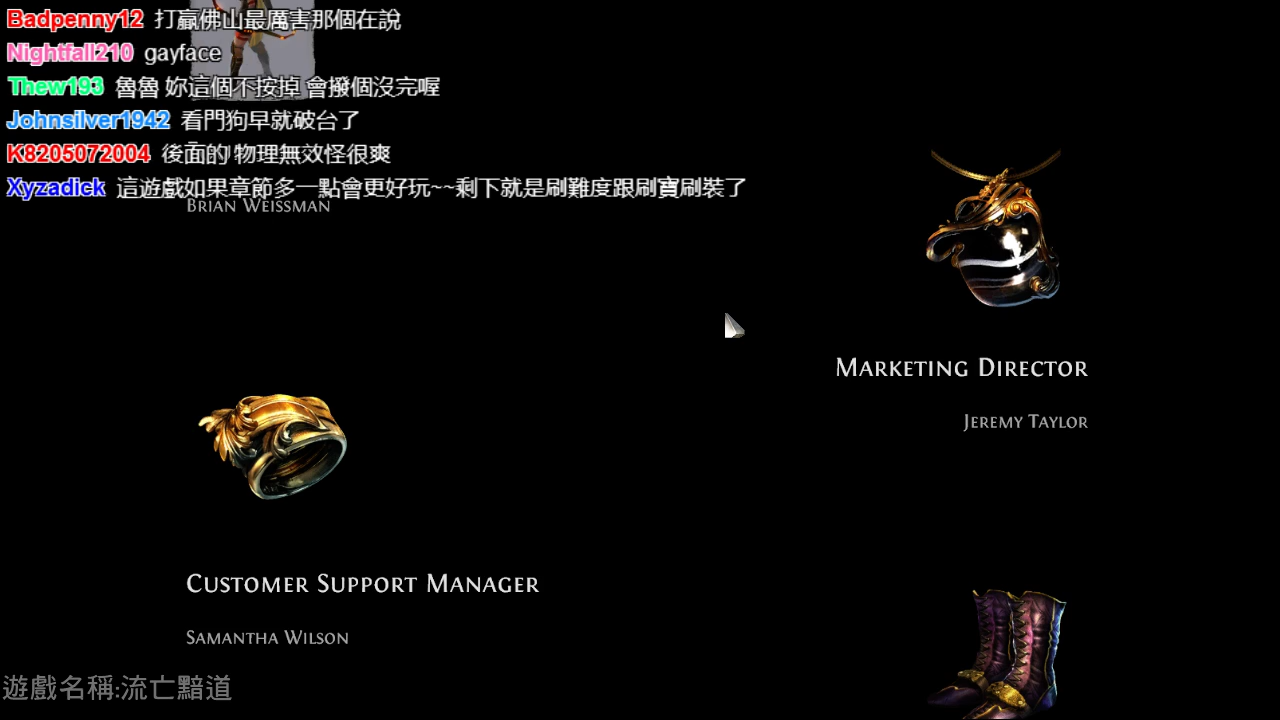 Badpenny12 打贏佛山最厲害那個在說
Nightfall210 gayface
Thew193 魯魯 妳這個不按掉 會撥個沒完喔
Johnsilver1942 看門狗早就破台了
K8205072004 後面的 物理無效怪很爽
Xyzadick 這遊戲如果章節多一點會更好玩~~剩下就是刷難度跟刷寶刷裝了
BRIAN WEISSMAN
MARKETING DIRECTOR
JEREMY TAYLOR
CUSTOMER SUPPORT MANAGER
SAMANTHA WILSON
遊戲名稱:流亡黯道